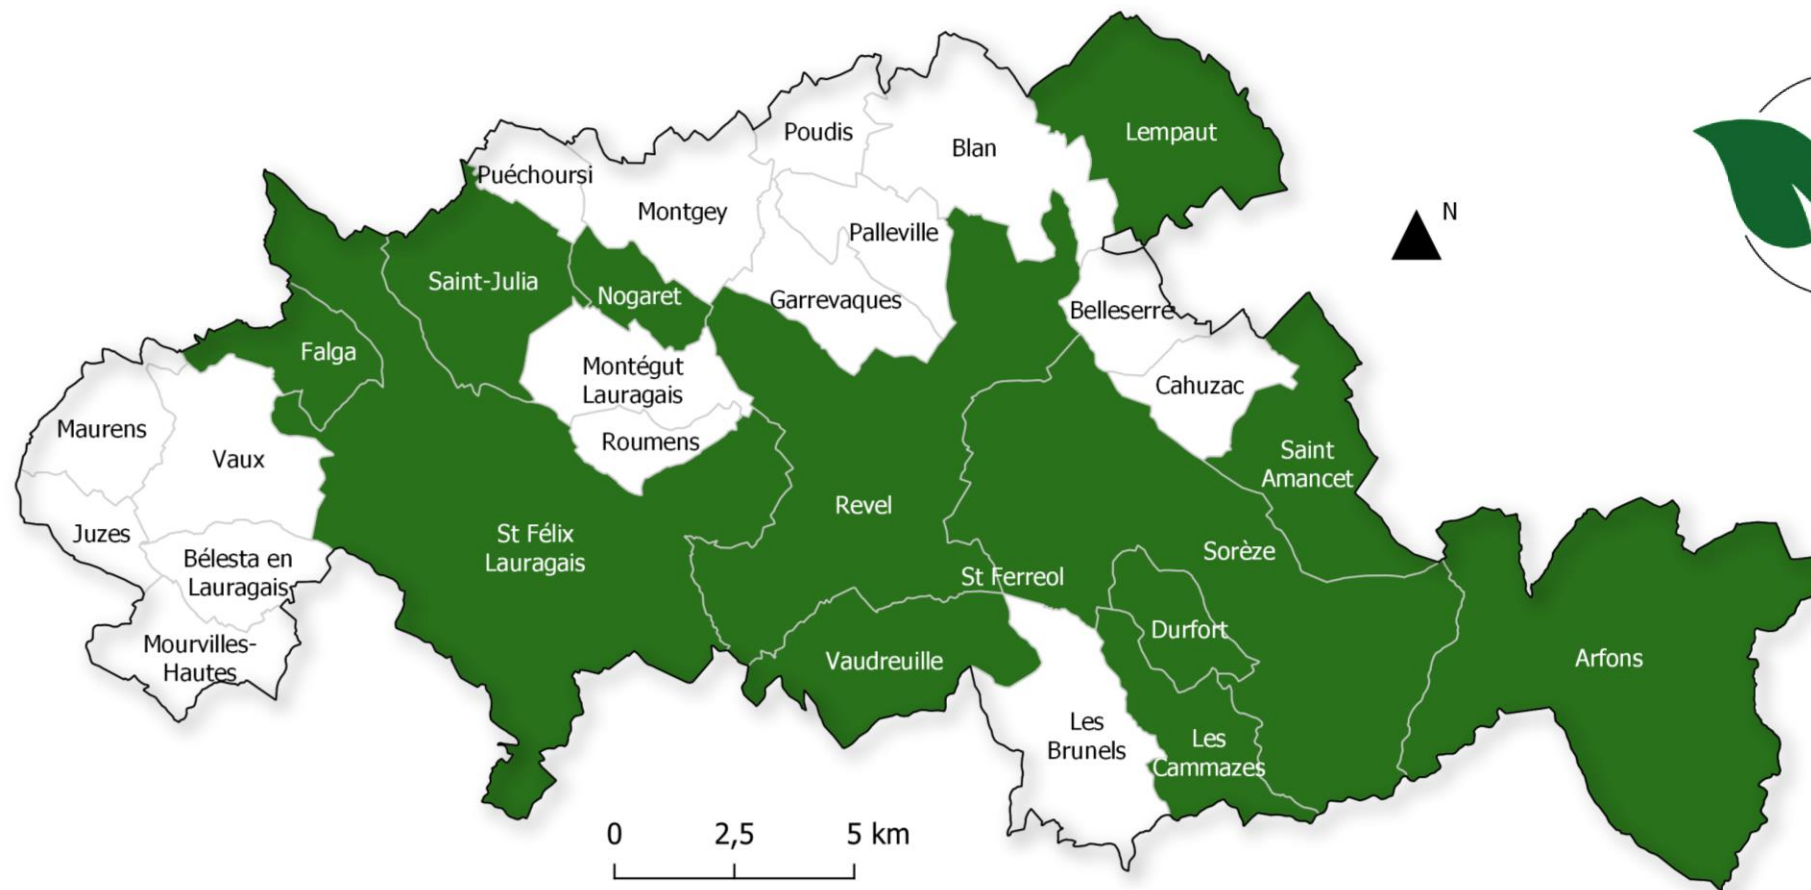 Lempaut
Poudis
Blan
Puéchoursi
Montgey
N
Palleville
Saint-Julia
Nogaret
Garrevaques
Belleserre
Falga
Montégut
Lauragais
Cahuzac
Maurens
Roumens
Vaux
Saint
Amancet
Revel
Juzes
St Félix
Lauragais
Sorèze
Bélesta en
Lauragais
St Ferreol
Durfort
Mourvilles-
Hautes
Vaudreuille
Arfons
Les
Brunels
Les
Cammazes
0 2,5 5 km